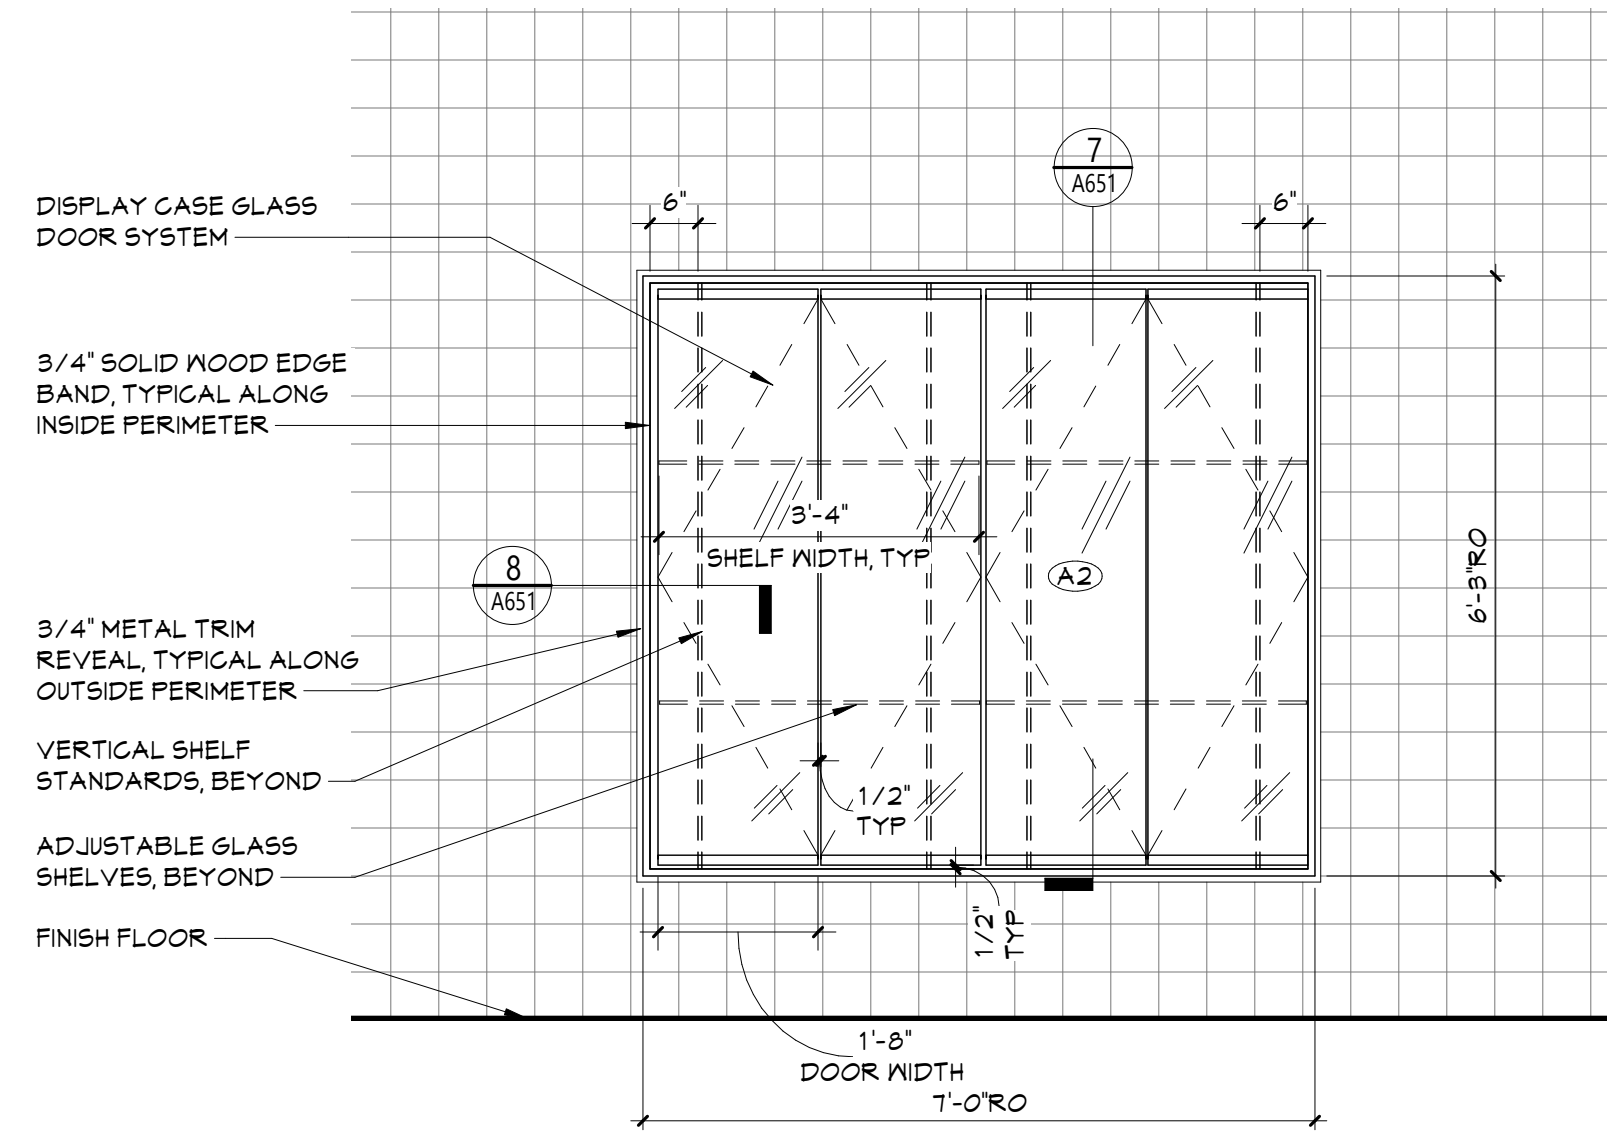 7
A651
DISPLAY CASE GLASS
DOOR SYSTEM
6"
6"
3/4" SOLID WOOD EDGE
BAND, TYPICAL ALONG
INSIDE PERIMETER
3'-4"
SHELF WIDTH, TYP
8
A651
A2
6'-3"RO
3/4" METAL TRIM
REVEAL, TYPICAL ALONG
OUTSIDE PERIMETER
VERTICAL SHELF
STANDARDS, BEYOND
1/2"
TYP
ADJUSTABLE GLASS
SHELVES, BEYOND
1/2"
TYP
FINISH FLOOR
1'-8"
DOOR WIDTH
7'-0"RO